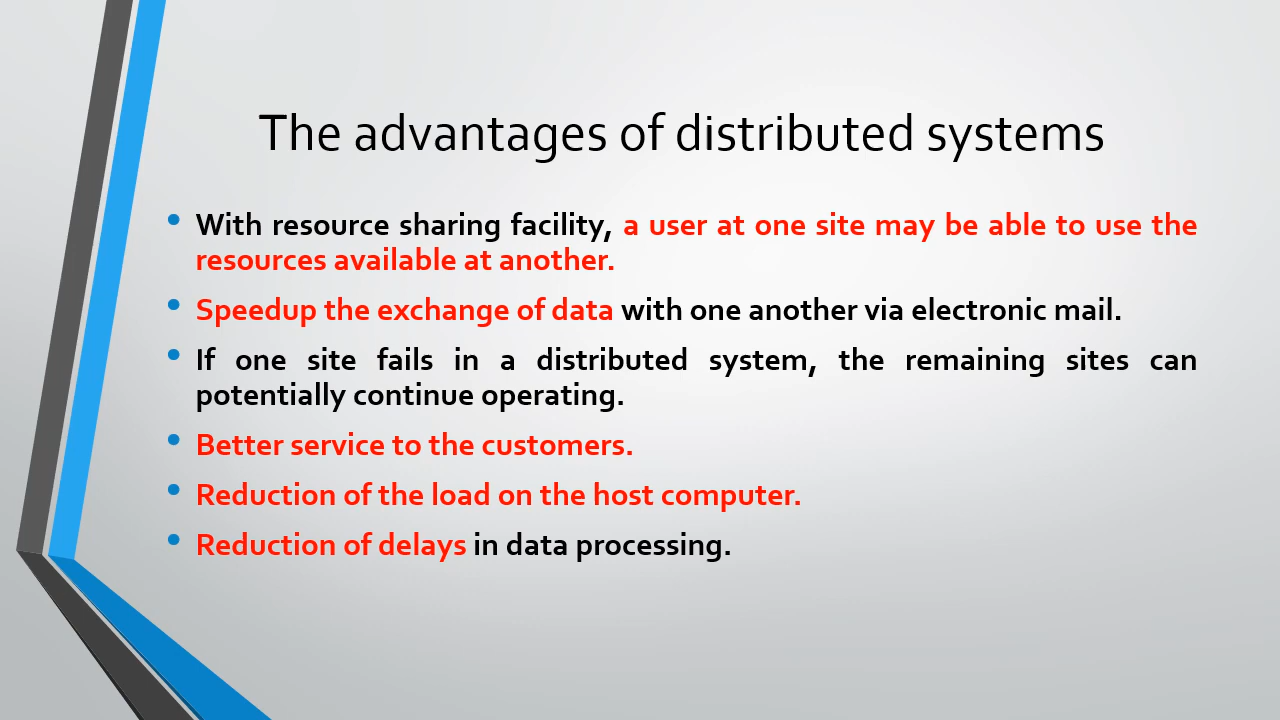 The advantages of distributed systems
• With resource sharing facility, a user at one site may be able to use the
resources available at another.
• Speedup the exchange of data with one another via electronic mail.
• If one site fails in a distributed system, the remaining sites can
potentially continue operating.
• Better service to the customers.
• Reduction of the load on the host computer.
• Reduction of delays in data processing.